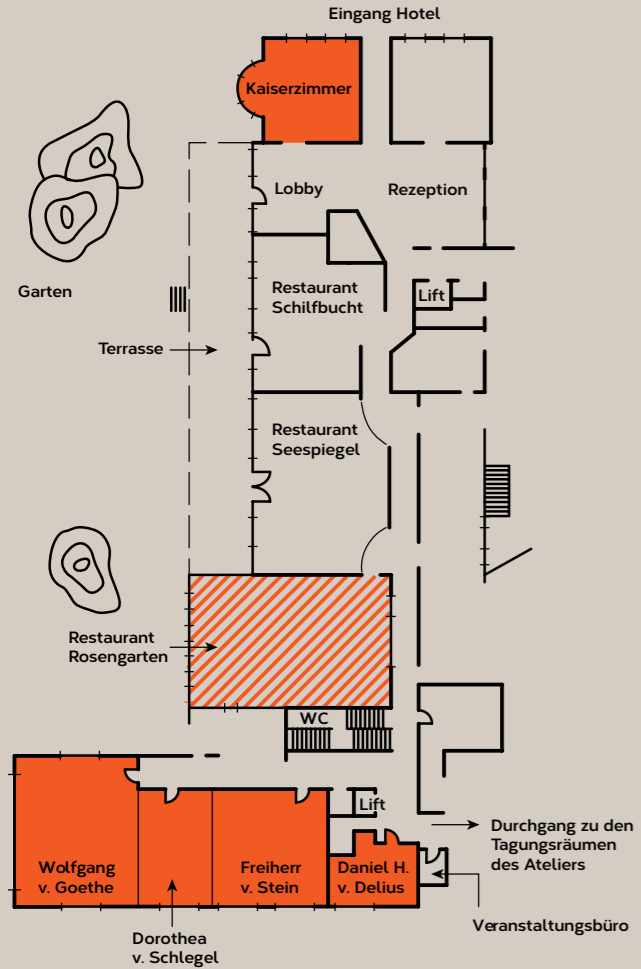 Eingang Hotel
Kaiserzimmer
Lobby
Rezeption
Garten
Restaurant
Schilfbucht
Lift
Terrasse
Restaurant
Seespiegel
Restaurant
Rosengarten
WC
Lift
Durchgang zu den
Tagungsräumen
des Ateliers
Wolfgang
v. Goethe
Freiherr
v. Stein
Daniel H.
v. Delius
Dorothea
v. Schlegel
Veranstaltungsbüro